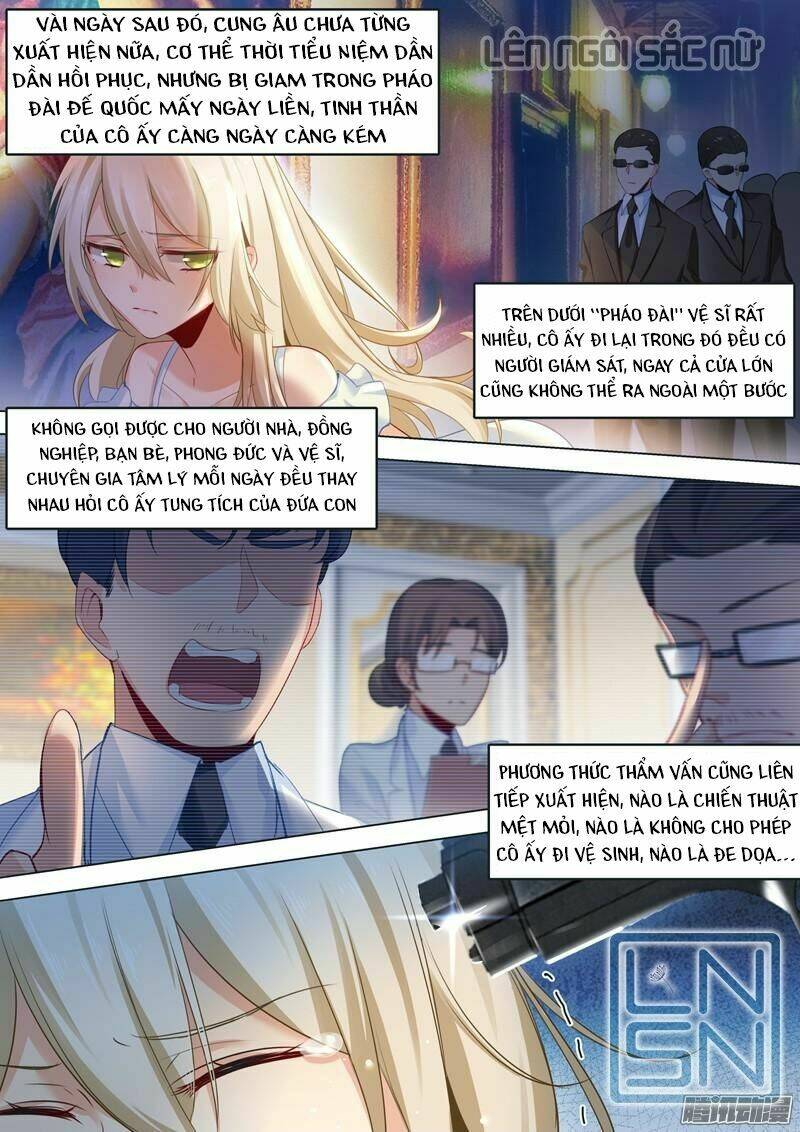 VÀI NGÀY SAU ĐÓ, CUNG ÂU CHƯA TỪNG
XUẤT HIỆN NỮA, CƠ THỂ THỜI TIỂU NIỆM DẦN
DẦN HỒI PHỤC, NHƯNG BỊ GIAM TRONG PHÁO
ĐÀI ĐẾ QUỐC MẤY NGÀY LIỀN, TINH THẦN
CỦA CÔ ẤY CÀNG NGÀY CÀNG KÉM
LÊN NGÔI SẮC NỮ
TRÊN DƯỚI "PHÁO ĐÀI" VỆ SĨ RẤT
NHIỀU, CÔ ẤY ĐI LẠI TRONG ĐÓ ĐỀU CÓ
NGƯỜI GIÁM SÁT, NGAY CẢ CỬA LỚN
CŨNG KHÔNG THỂ RA NGOÀI MỘT BƯỚC
KHÔNG GỌI ĐƯỢC CHO NGƯỜI NHÀ, ĐỒNG
NGHIỆP, BẠN BÈ, PHONG ĐỨC VÀ VỆ SĨ,
CHUYÊN GIA TÂM LÝ MỖI NGÀY ĐỀU THAY
NHAU HỎI CÔ ẤY TUNG TÍCH CỦA ĐỨA CON
PHƯƠNG THỨC THẨM VẤN CŨNG LIÊN
TIẾP XUẤT HIỆN, NÀO LÀ CHIẾN THUẬT
MỆT MỎI, NÀO LÀ KHÔNG CHO PHÉP
CÔ ẤY ĐI VỆ SINH, NÀO LÀ ĐE DỌA...
LN
SN
腾讯动漫